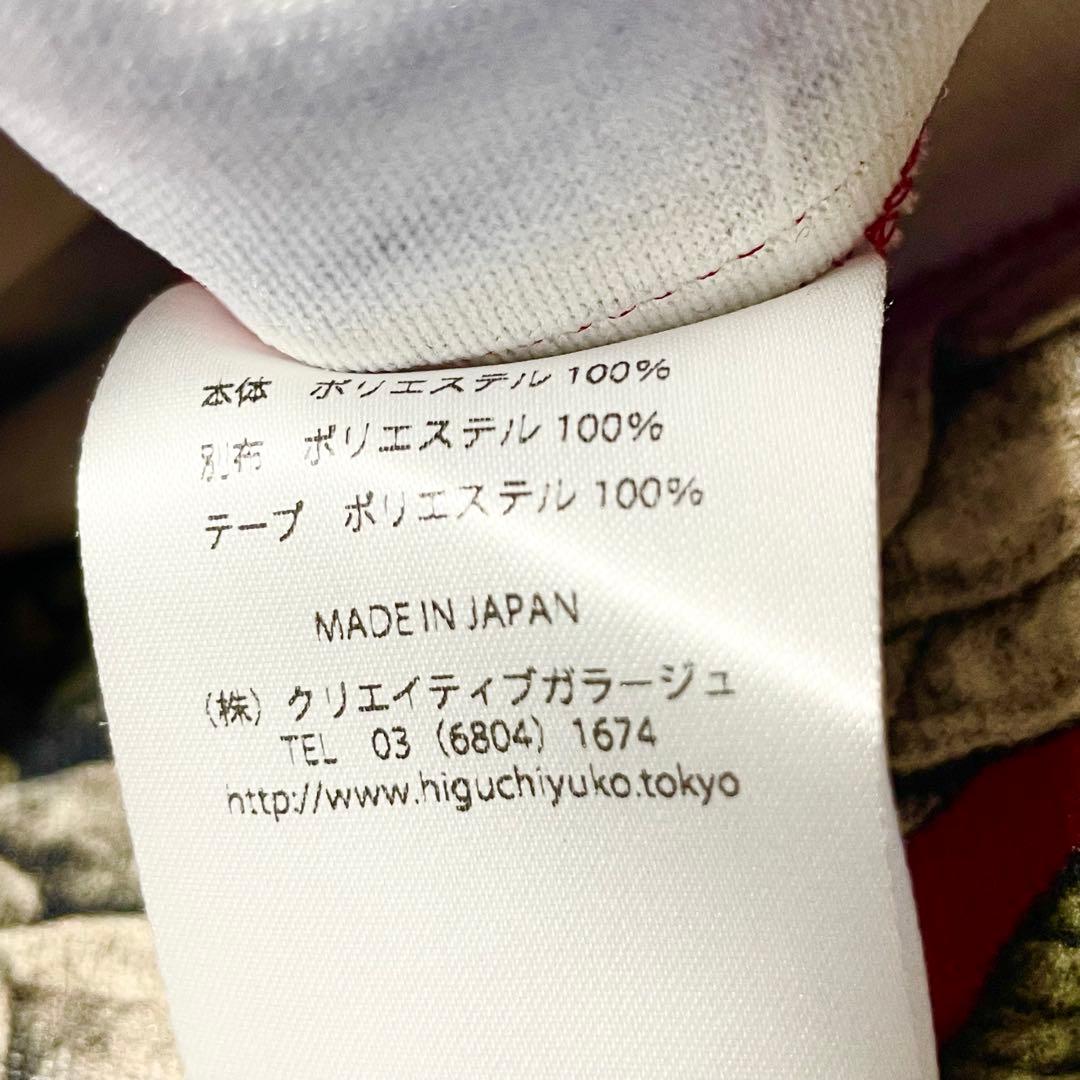 本体 ポリエステル 100%
別布 ポリエステル 100%
テープ ポリエステル 100%
MADE IN JAPAN
(株) クリエイティブガラージュ
TEL 03 (6804) 1674
http://www.higuchiyuko.tokyo